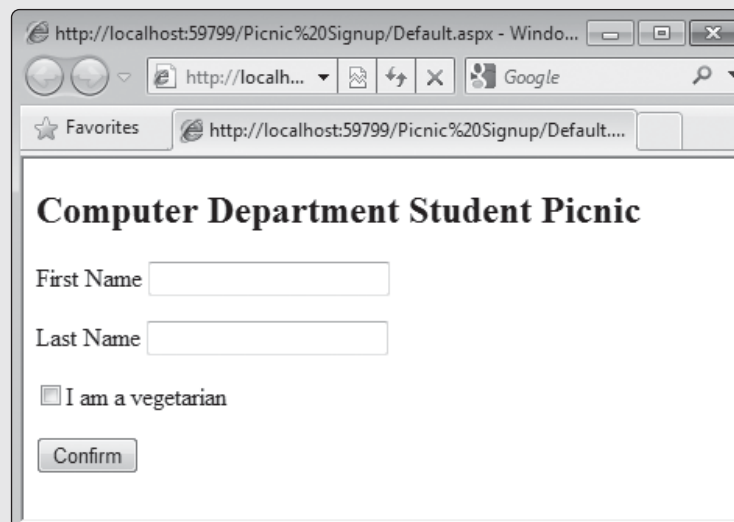 http://localhost:59799/Picnic%20Signup/Default.aspx - Windo...
http://localh...
Google
Favorites
http://localhost:59799/Picnic%20Signup/Default....
Computer Department Student Picnic
First Name
Last Name
I am a vegetarian
Confirm